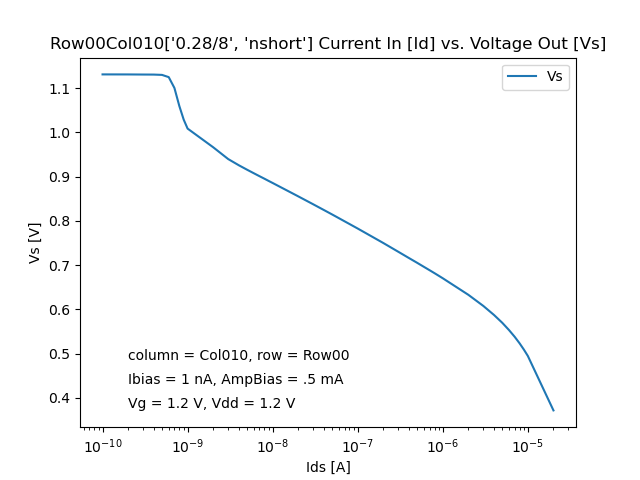 Row00Col010['0.28/8', 'nshort'] Current In [Id] vs. Voltage Out [Vs]
Vs
1.1
1.0
0.9
0.8
0.7
0.6
0.5
0.4
Vs [V]
column = Col010, row = Row00
Ibias = 1 nA, AmpBias = .5 mA
Vg = 1.2 V, Vdd = 1.2 V
10⁻¹⁰ 10⁻⁹ 10⁻⁸ 10⁻⁷ 10⁻⁶ 10⁻⁵
Ids [A]